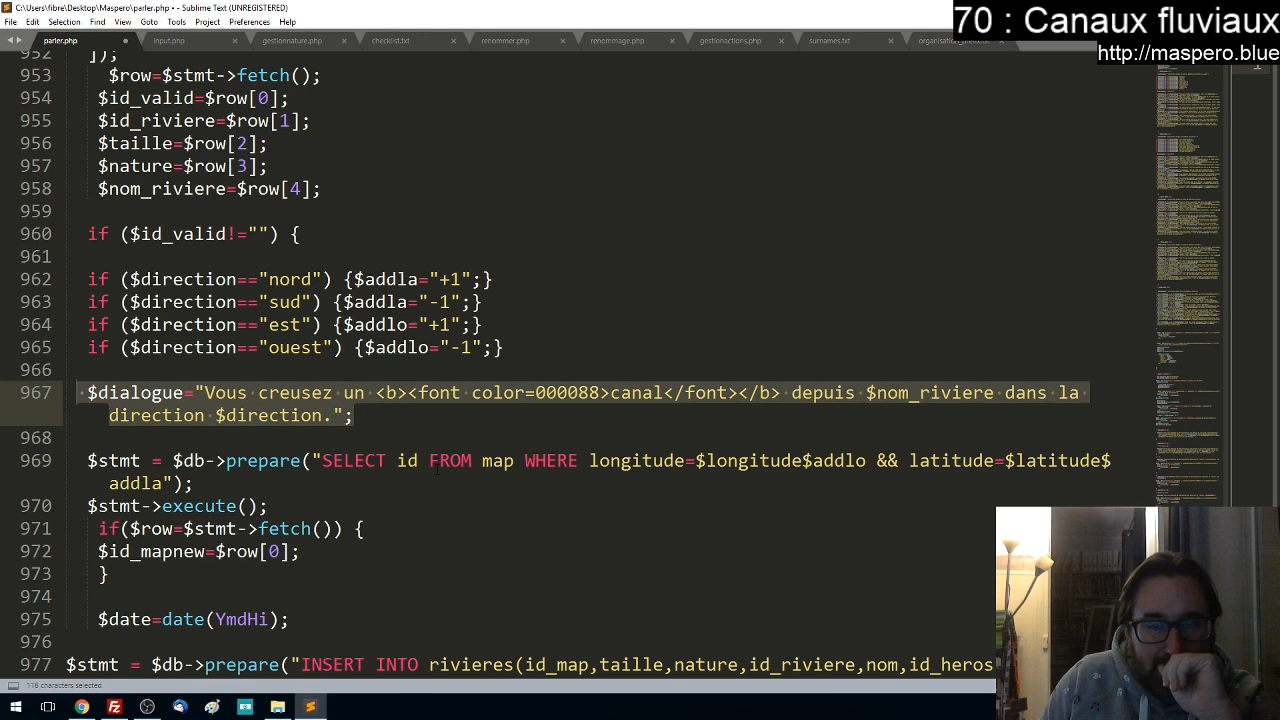 C:\Users\fibre\Desktop\Maspero\parler.php • - Sublime Text (UNREGISTERED)
70 : Canaux fluviaux
File Edit Selection Find View Goto Tools Project Preferences Help
http://maspero.blue
parler.php input.php gestionnature.php checklist.txt renommer.php renommage.php gestionactions.php surnames.txt
952 ]);
953 $row=$stmt->fetch();
954 $id_valid=$row[0];
955 $id_riviere=$row[1];
956 $taille=$row[2];
957 $nature=$row[3];
958 $nom_riviere=$row[4];
959
960 if ($id_valid!="") {
961
962 if ($direction=="nord") {$addla="+1";}
963 if ($direction=="sud") {$addla="-1";}
964 if ($direction=="est") {$addlo="+1";}
965 if ($direction=="ouest") {$addlo="-1";}
966
967 $dialogue="Vous creusez un <b><font color=000088>canal</font></b> depuis $nom_riviere dans la
direction $direction.";
968
969 $stmt = $db->prepare("SELECT id FROM map WHERE longitude=$longitude$addlo && latitude=$latitude$
addla");
970 $stmt->execute();
971 if($row=$stmt->fetch()) {
972 $id_mapnew=$row[0];
973 }
974
975 $date=date(YmdHi);
976
977 $stmt = $db->prepare("INSERT INTO rivieres(id_map,taille,nature,id_riviere,nom,id_heros
118 characters selected